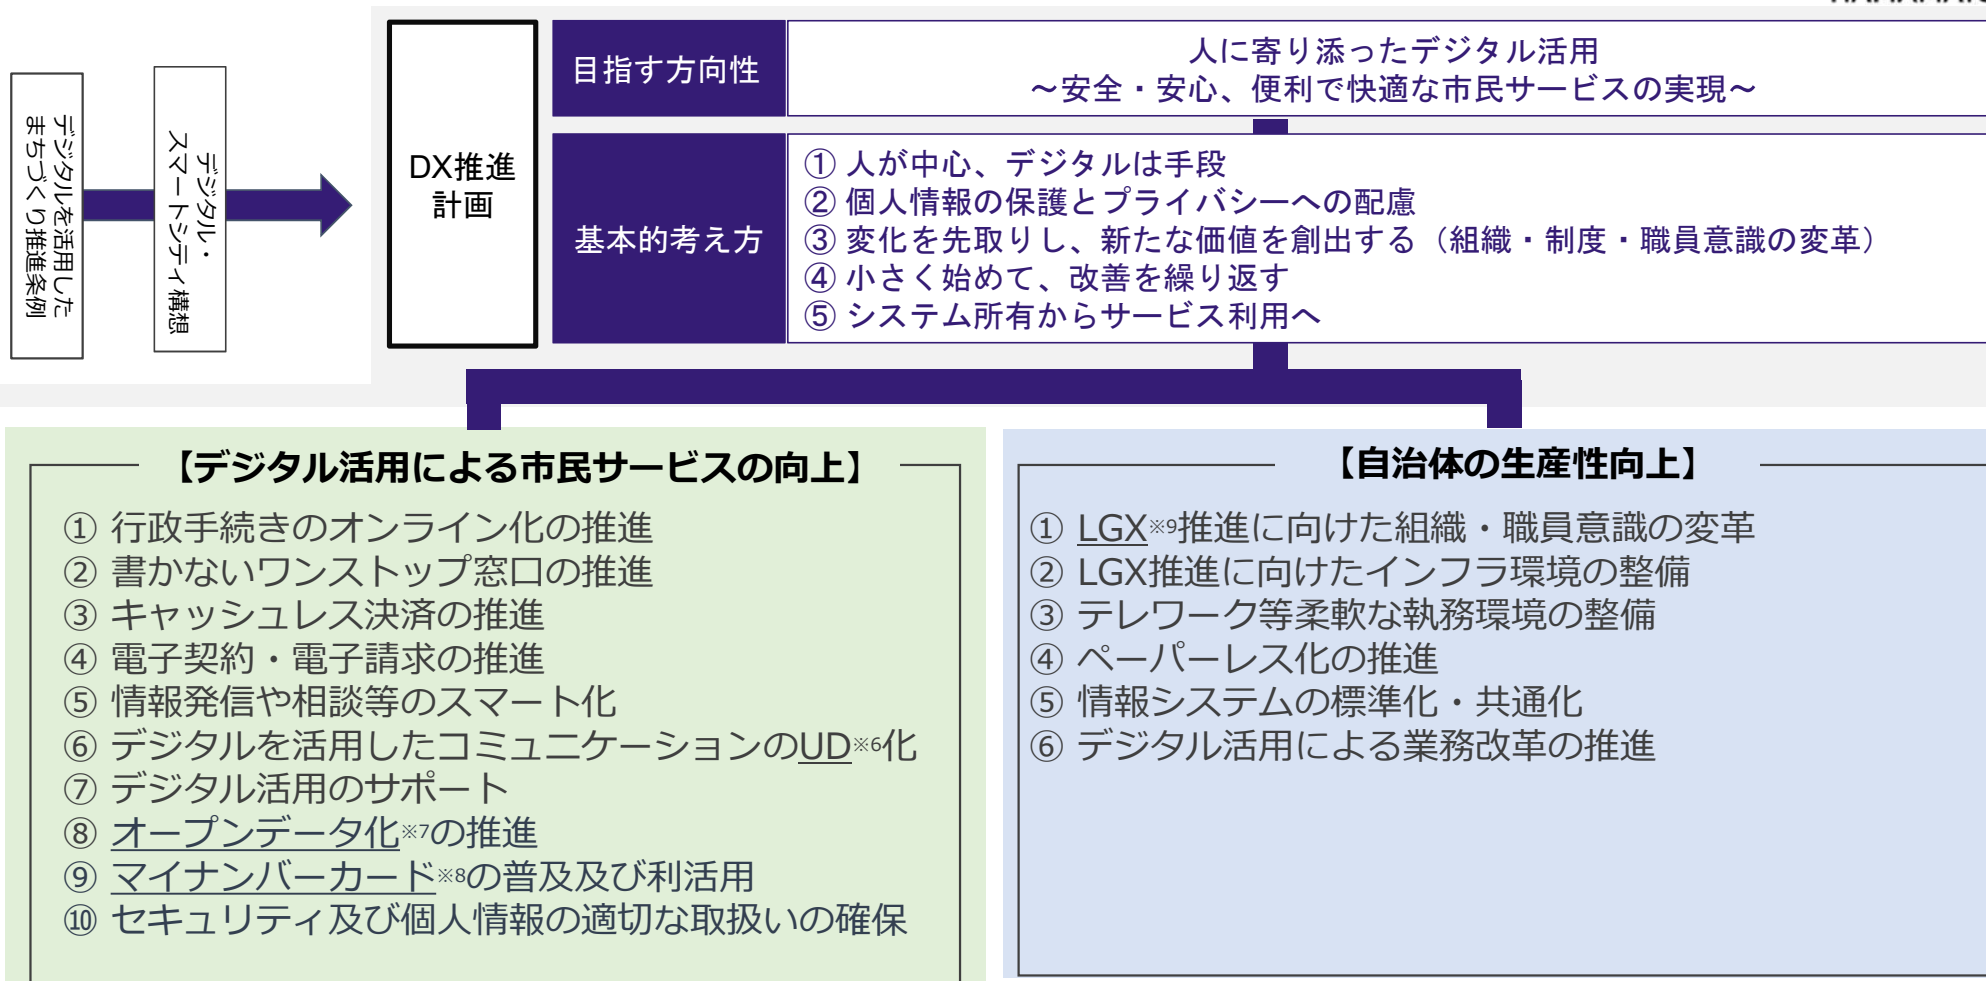 デジタルを活用した
まちづくり推進条例
デジタル・
スマートシティ構想
DX推進
計画
目指す方向性
人に寄り添ったデジタル活用
～安全・安心、便利で快適な市民サービスの実現～
基本的考え方
① 人が中心、デジタルは手段
② 個人情報の保護とプライバシーへの配慮
③ 変化を先取りし、新たな価値を創出する（組織・制度・職員意識の変革）
④ 小さく始めて、改善を繰り返す
⑤ システム所有からサービス利用へ
【デジタル活用による市民サービスの向上】
① 行政手続きのオンライン化の推進
② 書かないワンストップ窓口の推進
③ キャッシュレス決済の推進
④ 電子契約・電子請求の推進
⑤ 情報発信や相談等のスマート化
⑥ デジタルを活用したコミュニケーションのUD※6化
⑦ デジタル活用のサポート
⑧ オープンデータ化※7の推進
⑨ マイナンバーカード※8の普及及び利活用
⑩ セキュリティ及び個人情報の適切な取扱いの確保
【自治体の生産性向上】
① LGX※9推進に向けた組織・職員意識の変革
② LGX推進に向けたインフラ環境の整備
③ テレワーク等柔軟な執務環境の整備
④ ペーパーレス化の推進
⑤ 情報システムの標準化・共通化
⑥ デジタル活用による業務改革の推進